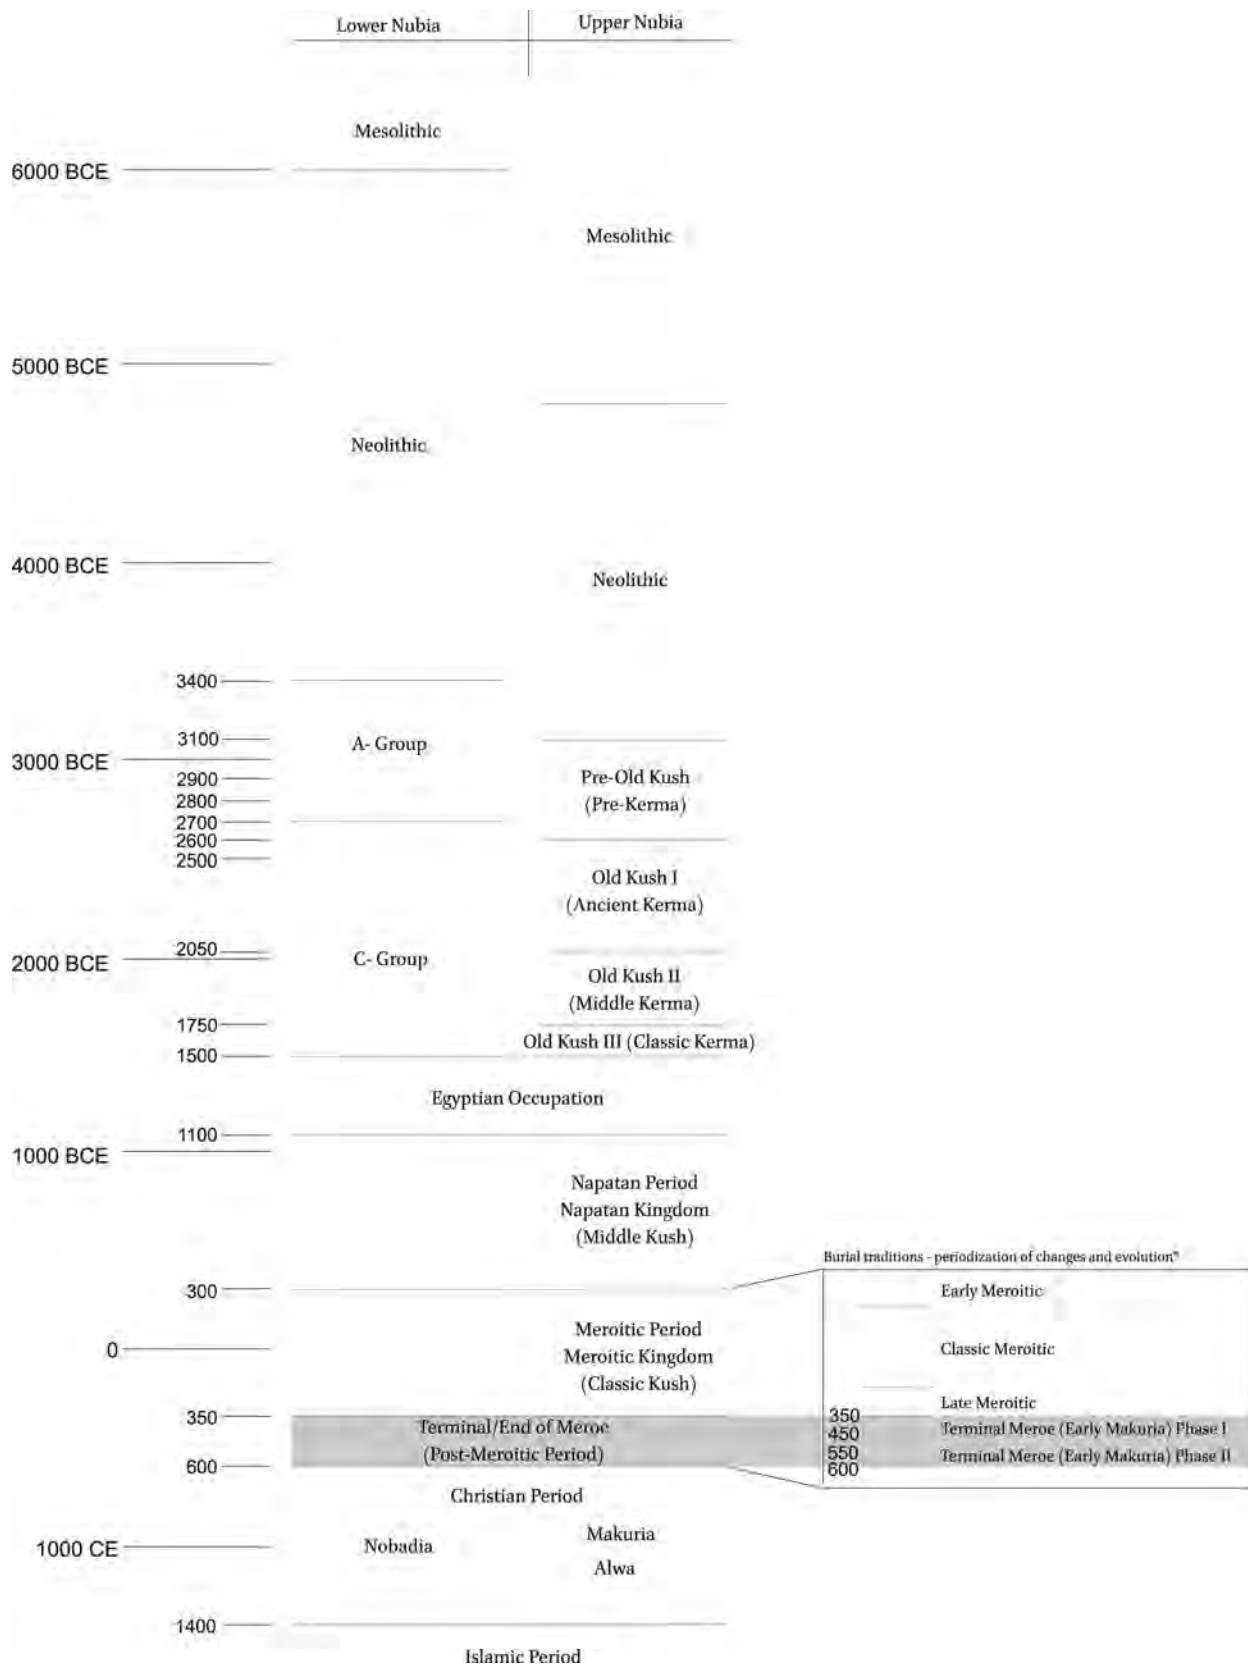 Lower Nubia
Upper Nubia
Mesolithic
6000 BCE
Mesolithic
5000 BCE
Neolithic
4000 BCE
Neolithic
3400
3100
A- Group
3000 BCE
Pre-Old Kush
2900
(Pre-Kerma)
2800
2700
2600
2500
Old Kush I
(Ancient Kerma)
2050
C- Group
2000 BCE
Old Kush II
(Middle Kerma)
1750
Old Kush III (Classic Kerma)
1500
Egyptian Occupation
1100
1000 BCE
Napatan Period
Napatan Kingdom
(Middle Kush)
Burial traditions - periodization of changes and evolution*
300
Early Meroitic
Meroitic Period
0
Meroitic Kingdom
Classic Meroitic
(Classic Kush)
Late Meroitic
350
350
Terminal/End of Meroe
Terminal Meroe (Early Makuria) Phase I
450
(Post-Meroitic Period)
550
Terminal Meroe (Early Makuria) Phase II
600
600
Christian Period
Makuria
1000 CE
Nobadia
Alwa
1400
Islamic Period